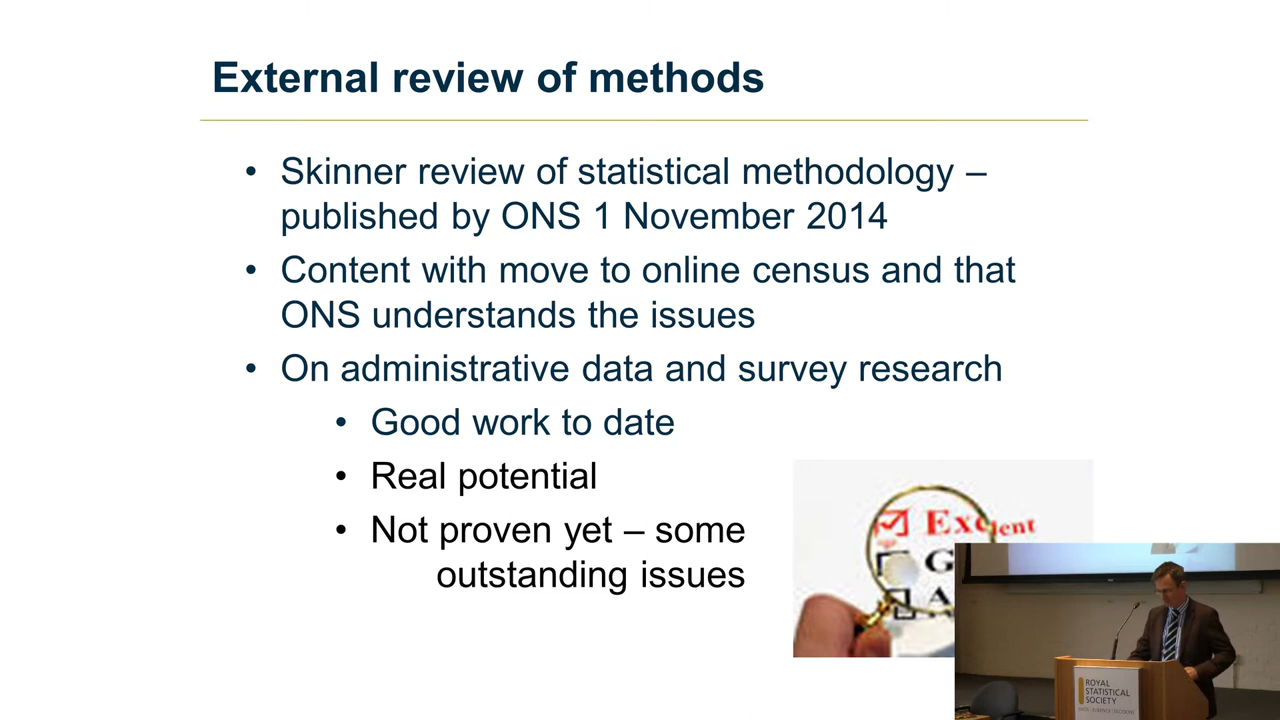 External review of methods
• Skinner review of statistical methodology –
published by ONS 1 November 2014
• Content with move to online census and that
ONS understands the issues
• On administrative data and survey research
• Good work to date
• Real potential
• Not proven yet – some
outstanding issues
ROYAL
STATISTICAL
SOCIETY